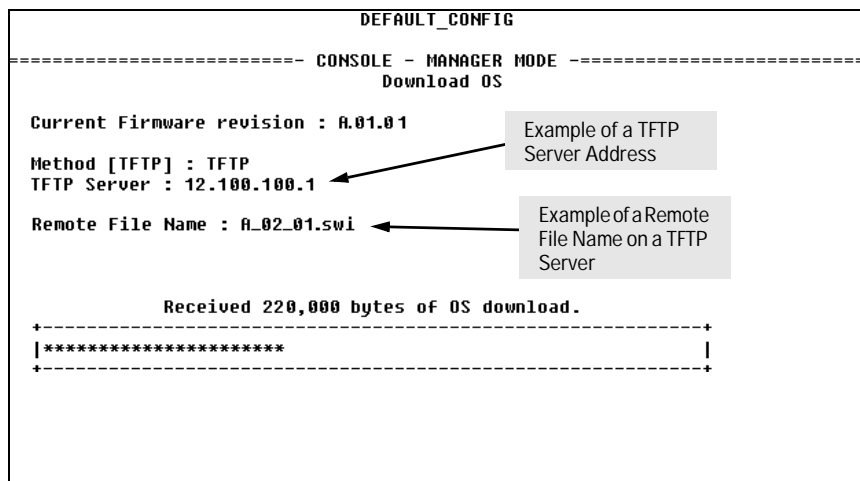 DEFAULT_CONFIG
===========================- CONSOLE - MANAGER MODE -==========================
Download OS
Current Firmware revision : A.01.01
Example of a TFTP
Server Address
Method [TFTP] : TFTP
TFTP Server : 12.100.100.1
Remote File Name : A_02_01.swi
Example of a Remote
File Name on a TFTP
Server
Received 220,000 bytes of OS download.
+------------------------------------------------------------+
|********************** |
+------------------------------------------------------------+